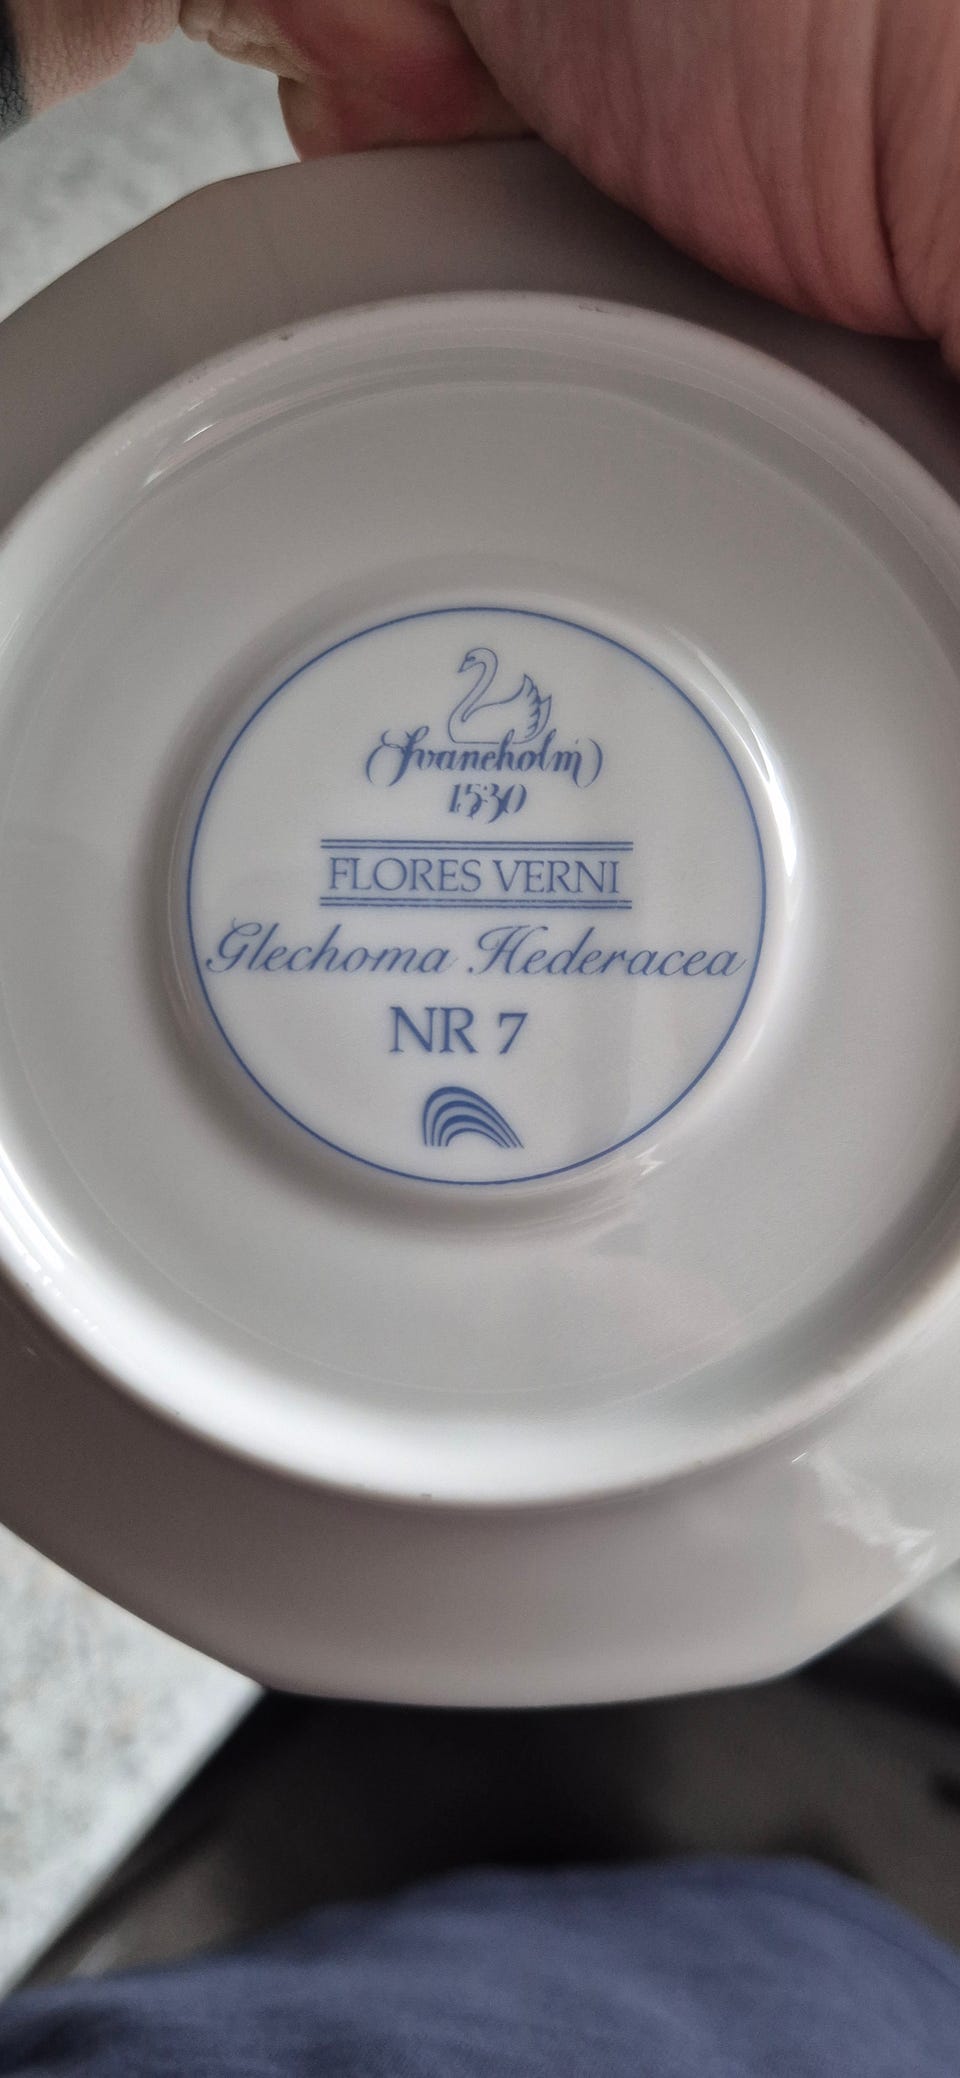 Svaneholm
1530
FLORES VERNI
Glechoma Hederacea
NR 7